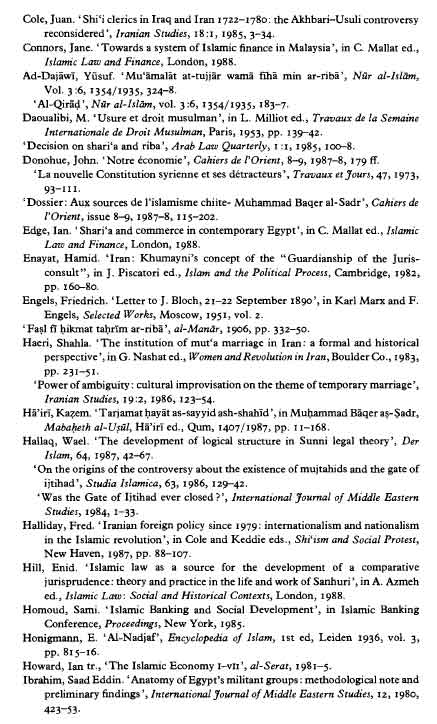 Cole, Juan. 'Shi'i clerics in Iraq and Iran 1722–1780: the Akhbari–Usuli controversy
reconsidered', Iranian Studies, 18:1, 1985, 3–34.
Connors, Jane. 'Towards a system of Islamic finance in Malaysia', in C. Mallat ed.,
Islamic Law and Finance, London, 1988.
Ad-Dajāwī, Yūsuf. 'Mu'āmalāt at-tujjār wamā fīhā min ar-ribā', Nūr al-Islām,
Vol. 3:6, 1354/1935, 324–8.
'Al-Qirāḍ', Nūr al-Islām, vol. 3:6, 1354/1935, 183–7.
Daoualibi, M. 'Usure et droit musulman', in L. Milliot ed., Travaux de la Semaine
Internationale de Droit Musulman, Paris, 1953, pp. 139–42.
'Decision on shari'a and riba', Arab Law Quarterly, 1:1, 1985, 100–8.
Donohue, John. 'Notre économie', Cahiers de l'Orient, 8–9, 1987–8, 179 ff.
'La nouvelle Constitution syrienne et ses détracteurs', Travaux et Jours, 47, 1973,
93–111.
'Dossier: Aux sources de l'islamisme chiite- Muhammad Baqer al-Sadr', Cahiers de
l'Orient, issue 8–9, 1987–8, 115–202.
Edge, Ian. 'Shari'a and commerce in contemporary Egypt', in C. Mallat ed., Islamic
Law and Finance, London, 1988.
Enayat, Hamid. 'Iran: Khumayni's concept of the "Guardianship of the Juris-
consult"', in J. Piscatori ed., Islam and the Political Process, Cambridge, 1982,
pp. 160–80.
Engels, Friedrich. 'Letter to J. Bloch, 21–22 September 1890', in Karl Marx and F.
Engels, Selected Works, Moscow, 1951, vol. 2.
'Faṣl fī ḥikmat taḥrīm ar-ribā', al-Manār, 1906, pp. 332–50.
Haeri, Shahla. 'The institution of mut'a marriage in Iran: a formal and historical
perspective', in G. Nashat ed., Women and Revolution in Iran, Boulder Co., 1983,
pp. 231–51.
'Power of ambiguity: cultural improvisation on the theme of temporary marriage',
Iranian Studies, 19:2, 1986, 123–54.
Hā'irī, Kaẓem. 'Tarjamat ḥayāt as-sayyid ash-shahīd', in Muḥammad Bāqer aṣ-Ṣadr,
Mabaḥeth al-Uṣūl, Hā'irī ed., Qum, 1407/1987, pp. 11–168.
Hallaq, Wael. 'The development of logical structure in Sunni legal theory', Der
Islam, 64, 1987, 42–67.
'On the origins of the controversy about the existence of mujtahids and the gate of
ijtihad', Studia Islamica, 63, 1986, 129–42.
'Was the Gate of Ijtihad ever closed?', International Journal of Middle Eastern
Studies, 1984, 1–33.
Halliday, Fred. 'Iranian foreign policy since 1979: internationalism and nationalism
in the Islamic revolution', in Cole and Keddie eds., Shi'ism and Social Protest,
New Haven, 1987, pp. 88–107.
Hill, Enid. 'Islamic law as a source for the development of a comparative
jurisprudence: theory and practice in the life and work of Sanhuri', in A. Azmeh
ed., Islamic Law: Social and Historical Contexts, London, 1988.
Homoud, Sami. 'Islamic Banking and Social Development', in Islamic Banking
Conference, Proceedings, New York, 1985.
Honigmann, E. 'Al-Nadjaf', Encyclopedia of Islam, 1st ed, Leiden 1936, vol. 3,
pp. 815–16.
Howard, Ian tr., 'The Islamic Economy I–VII', al-Serat, 1981–5.
Ibrahim, Saad Eddin. 'Anatomy of Egypt's militant groups: methodological note and
preliminary findings', International Journal of Middle Eastern Studies, 12, 1980,
423–53.